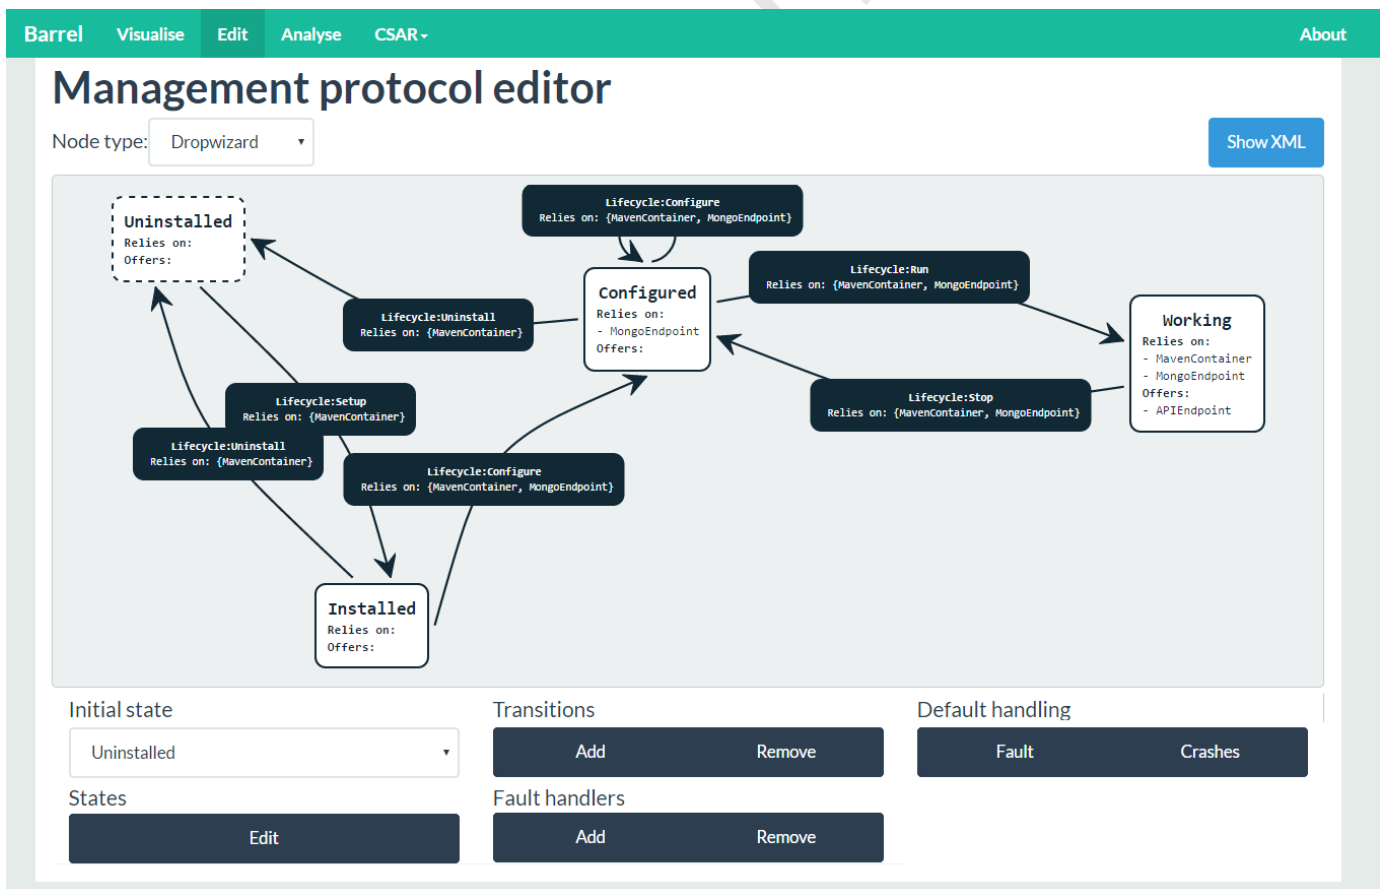 Barrel Visualise Edit Analyse CSAR About
Management protocol editor
Node type: Dropwizard
Show XML
Uninstalled
Relies on:
Offers:
Lifecycle:Configure
Relies on: {MavenContainer, MongoEndpoint}
Lifecycle:Run
Relies on: {MavenContainer, MongoEndpoint}
Configured
Relies on:
- MongoEndpoint
Offers:
Lifecycle:Uninstall
Relies on: {MavenContainer}
Working
Relies on:
- MavenContainer
- MongoEndpoint
Offers:
- APIEndpoint
Lifecycle:Stop
Relies on: {MavenContainer, MongoEndpoint}
Lifecycle:Setup
Relies on: {MavenContainer}
Lifecycle:Uninstall
Relies on: {MavenContainer}
Lifecycle:Configure
Relies on: {MavenContainer, MongoEndpoint}
Installed
Relies on:
Offers:
Initial state
Uninstalled
States
Edit
Transitions
Add Remove
Fault handlers
Add Remove
Default handling
Fault Crashes